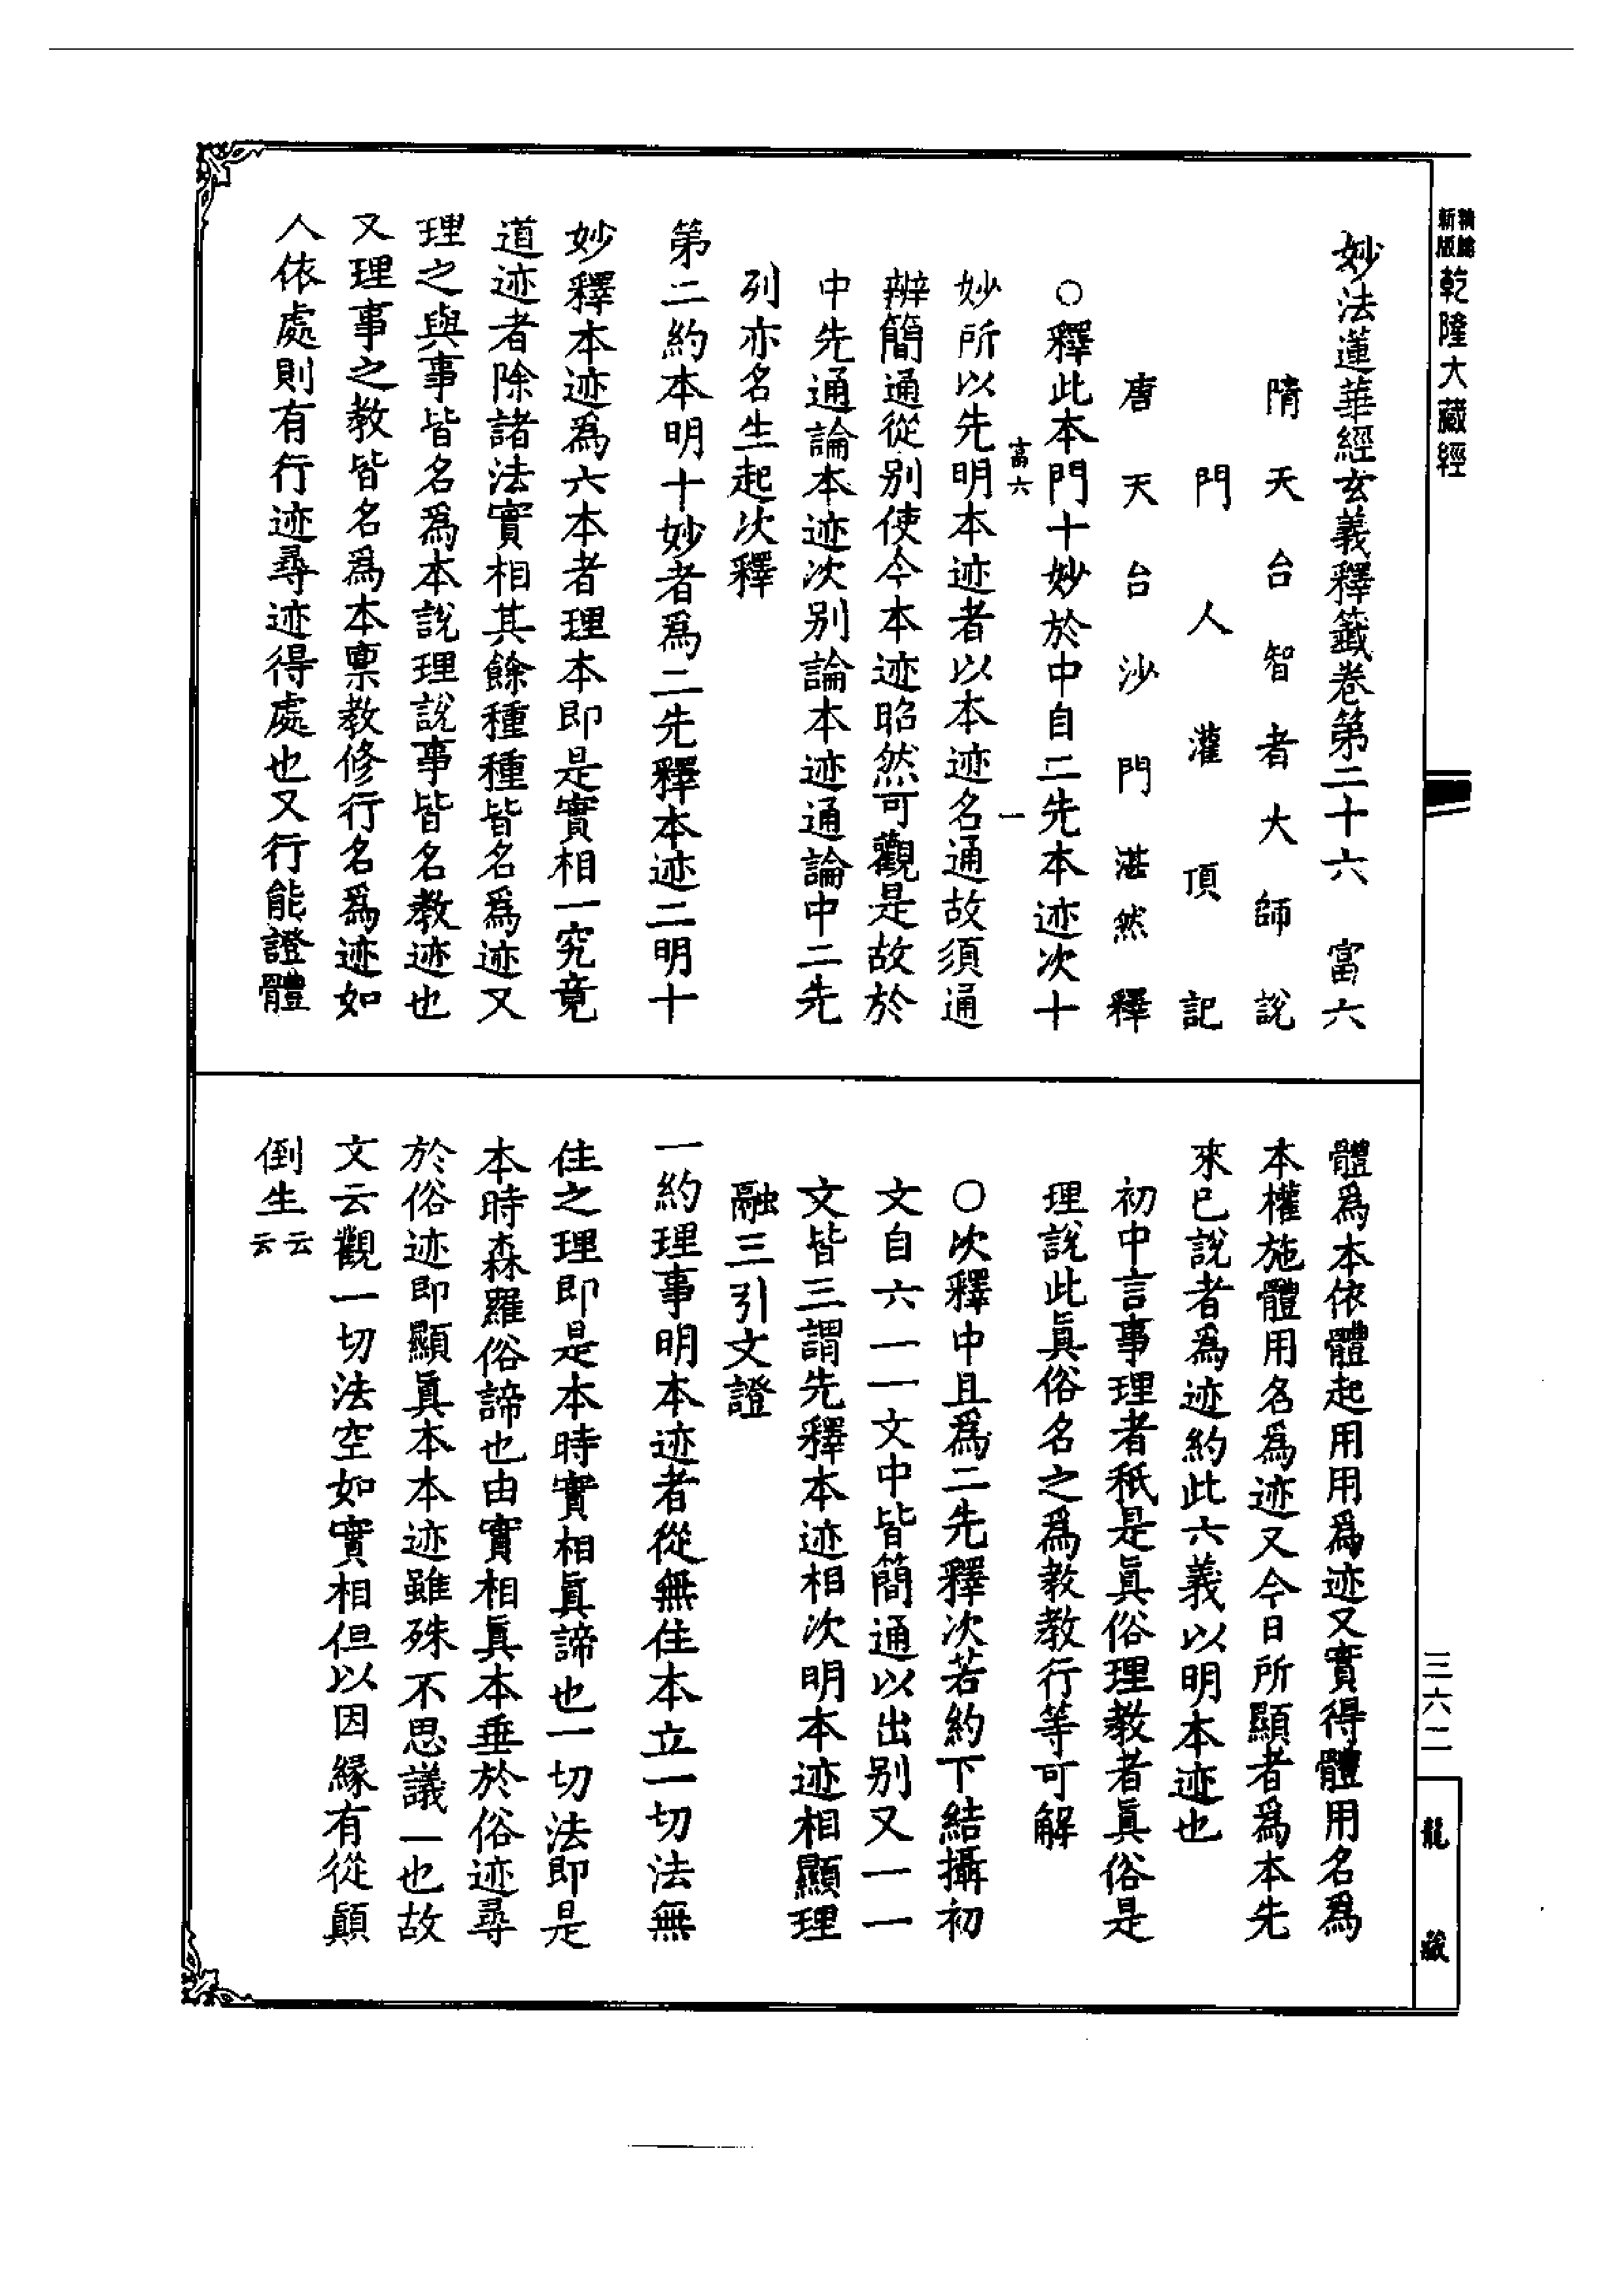 新版
精繪
乾隆大藏經
妙法蓮華經玄義釋籤卷第二十六　富六
隋天台智者大師說
門人灌頂記
唐天台沙門湛然釋
○釋此本門十妙於中自二先本迹次十
富六　一
妙所以先明本迹者以本迹名通故須通
辨簡通從別使今本迹昭然可觀是故於
中先通論本迹次別論本迹通論中二先
列亦名生起次釋
第二約本明十妙者爲二先釋本迹二明十
妙釋本迹爲六本者理本即是實相一究竟
道迹者除諸法實相其餘種種皆名爲迹又
理之與事皆名爲本說理說事皆名教迹也
又理事之教皆名爲本稟教修行名爲迹如
人依處則有行迹尋迹得處也又行能證體
體爲本依體起用用爲迹又實得體用名爲
本權施體用名爲迹又今日所顯者爲本先
來已說者爲迹約此六義以明本迹也
初中言事理者秖是眞俗理教者眞俗是
理說此眞俗名之爲教教行等可解
○次釋中且爲二先釋次若約下結攝初
文自六一一文中皆簡通以出別又一一
文皆三謂先釋本迹相次明本迹相顯理
融三引文證
一約理事明本迹者從無住本立一切法無
住之理即是本時實相眞諦也一切法即是
本時森羅俗諦也由實相眞本垂於俗迹尋
於俗迹即顯眞本本迹雖殊不思議一也故
文云觀一切法空如實相但以因緣有從顚
倒生云云
三六二
龍藏